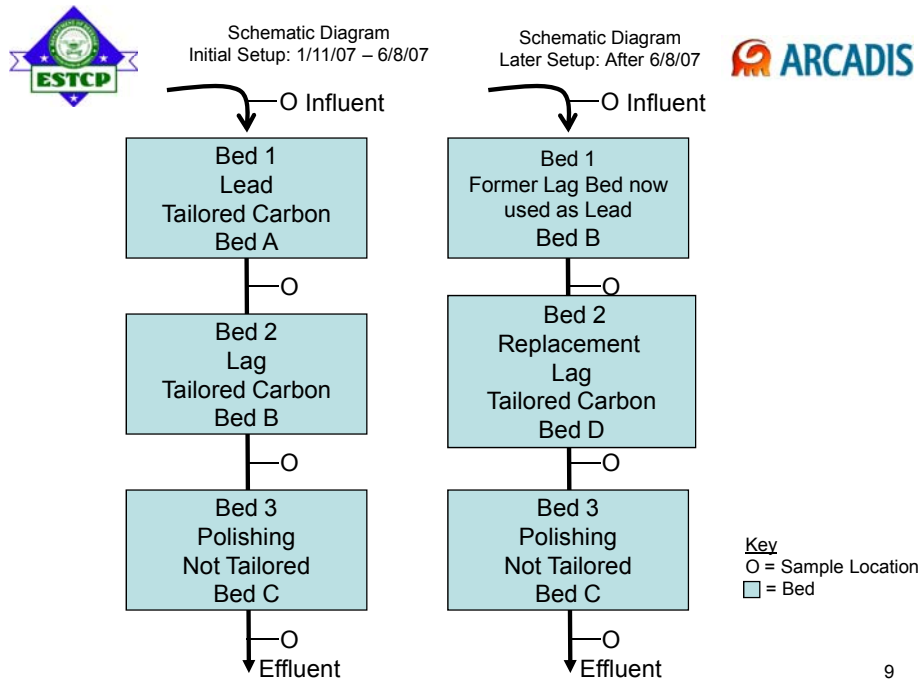 ESTCP
Schematic Diagram
Initial Setup: 1/11/07 – 6/8/07
Schematic Diagram
Later Setup: After 6/8/07
ARCADIS
O Influent
Bed 1
Lead
Tailored Carbon
Bed A
O
Bed 2
Lag
Tailored Carbon
Bed B
O
Bed 3
Polishing
Not Tailored
Bed C
O
Effluent
O Influent
Bed 1
Former Lag Bed now
used as Lead
Bed B
O
Bed 2
Replacement
Lag
Tailored Carbon
Bed D
O
Bed 3
Polishing
Not Tailored
Bed C
O
Effluent
Key
O = Sample Location
= Bed
9